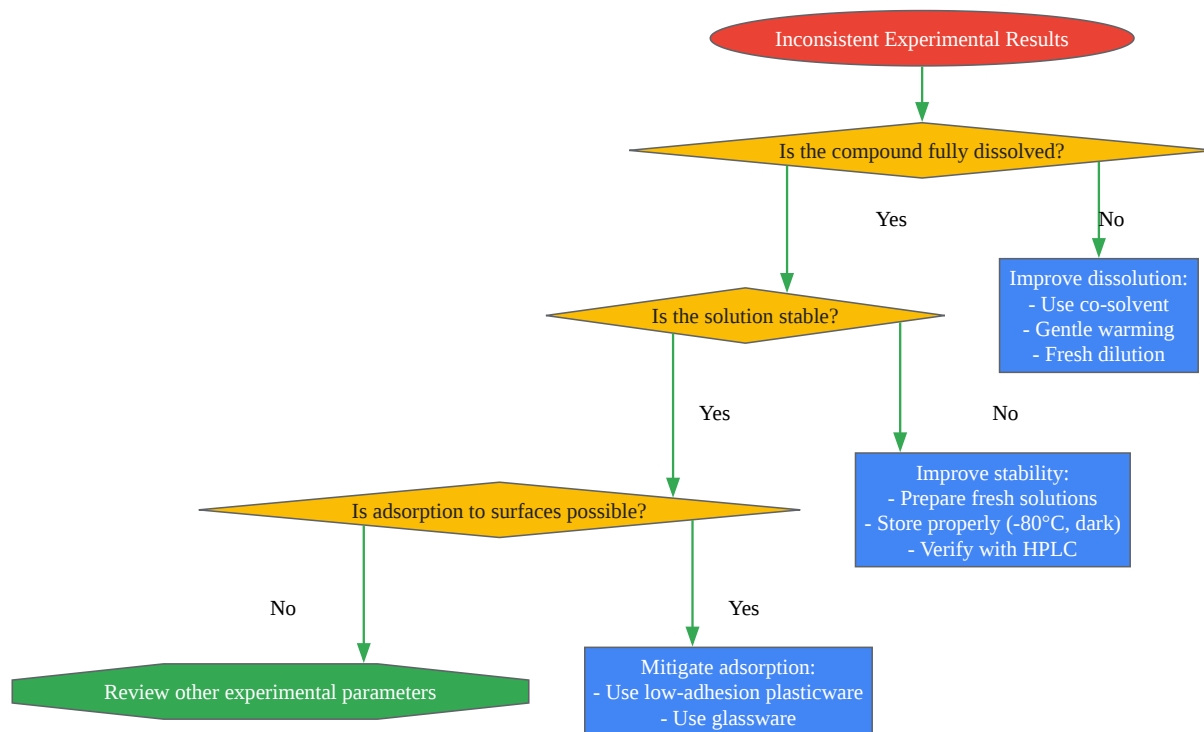 Inconsistent Experimental Results
Is the compound fully dissolved?
Yes
No
Improve dissolution:
- Use co-solvent
- Gentle warming
- Fresh dilution
Is the solution stable?
Yes
No
Improve stability:
- Prepare fresh solutions
- Store properly (-80°C, dark)
- Verify with HPLC
Is adsorption to surfaces possible?
No
Yes
Review other experimental parameters
Mitigate adsorption:
- Use low-adhesion plasticware
- Use glassware